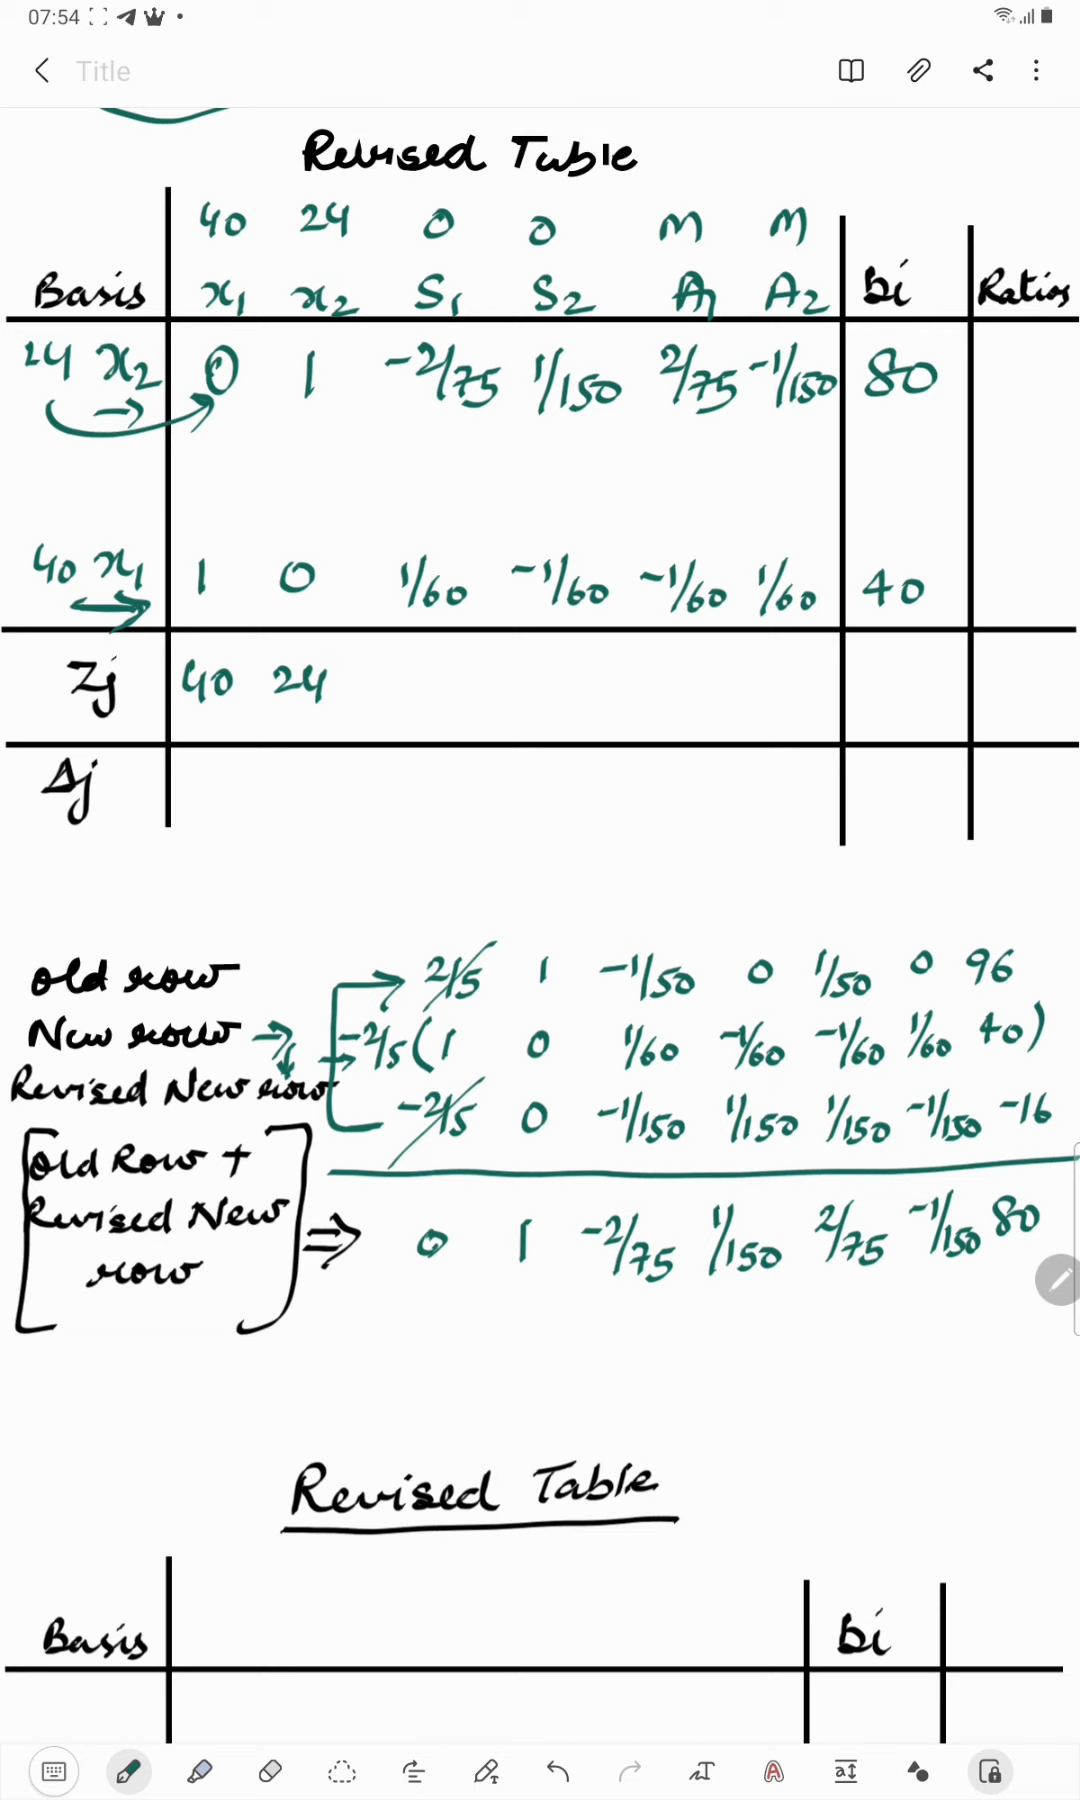 07:54
Title
Revised Table
40 24 0 0 M M
Basis x₁ x₂ S₁ S₂ A₁ A₂ bi Ratios
24 x₂ 0 1 -2/75 1/150 2/75 -1/150 80
40 x₁ 1 0 1/60 -1/60 -1/60 1/60 40
Zj 40 24
Δj
Old row 2/5 1 -1/50 0 1/50 0 96
New row → -2/5 (1 0 1/60 -1/60 -1/60 1/60 40)
Revised New row -2/5 0 -1/150 1/150 1/150 -1/150 -16
[Old Row +
Revised New
row] ⇒ 0 1 -2/75 1/150 2/75 -1/150 80
Revised Table
Basis bi